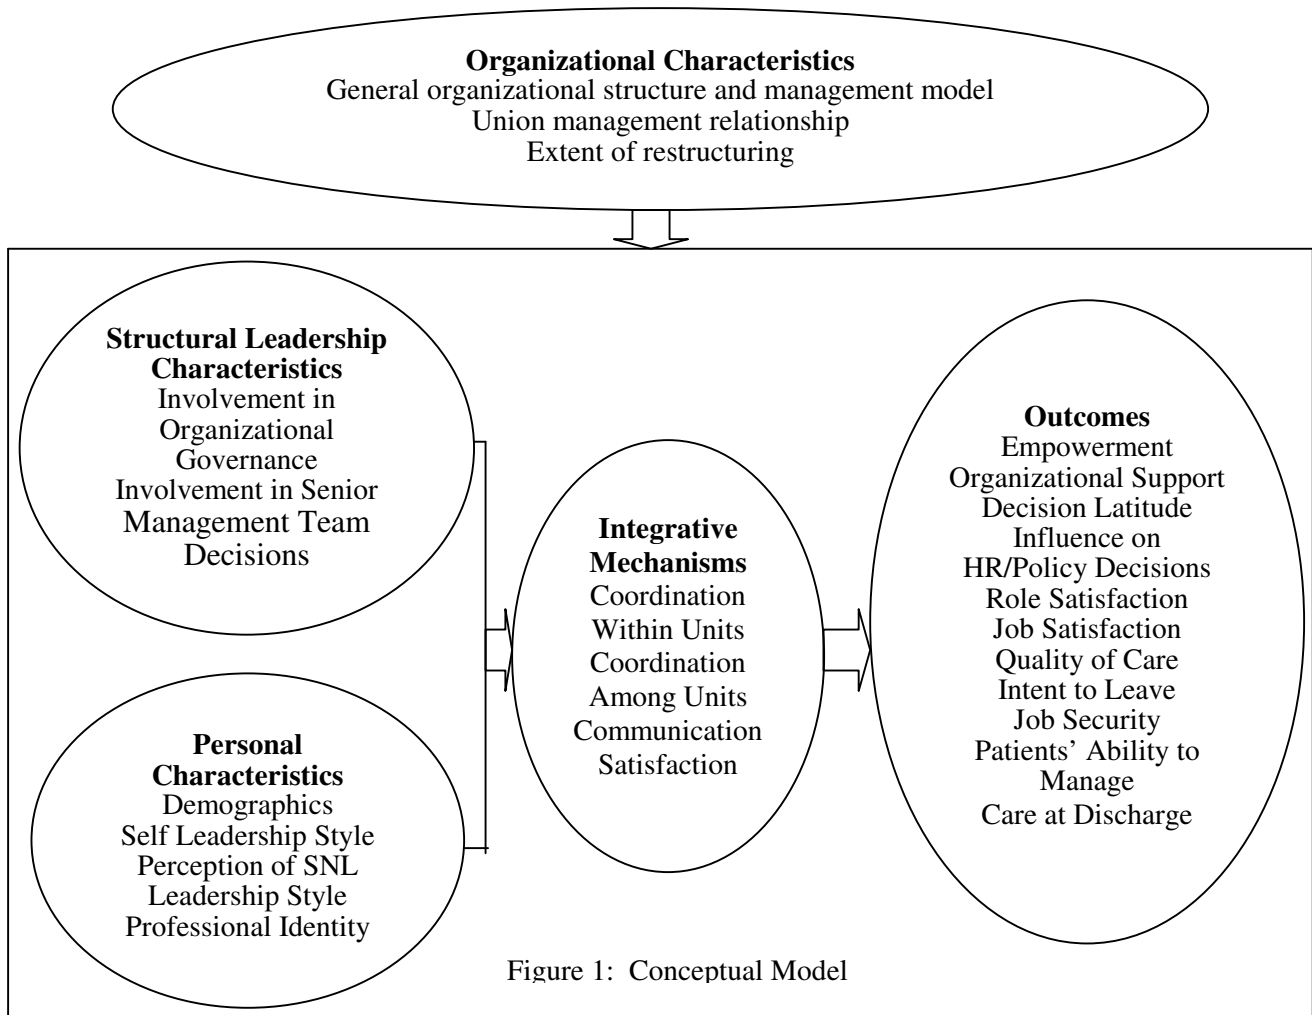 Organizational Characteristics
General organizational structure and management model
Union management relationship
Extent of restructuring
Structural Leadership
Characteristics
Involvement in
Organizational
Governance
Involvement in Senior
Management Team
Decisions
Personal
Characteristics
Demographics
Self Leadership Style
Perception of SNL
Leadership Style
Professional Identity
Integrative
Mechanisms
Coordination
Within Units
Coordination
Among Units
Communication
Satisfaction
Outcomes
Empowerment
Organizational Support
Decision Latitude
Influence on
HR/Policy Decisions
Role Satisfaction
Job Satisfaction
Quality of Care
Intent to Leave
Job Security
Patients’ Ability to
Manage
Care at Discharge
Figure 1:  Conceptual Model